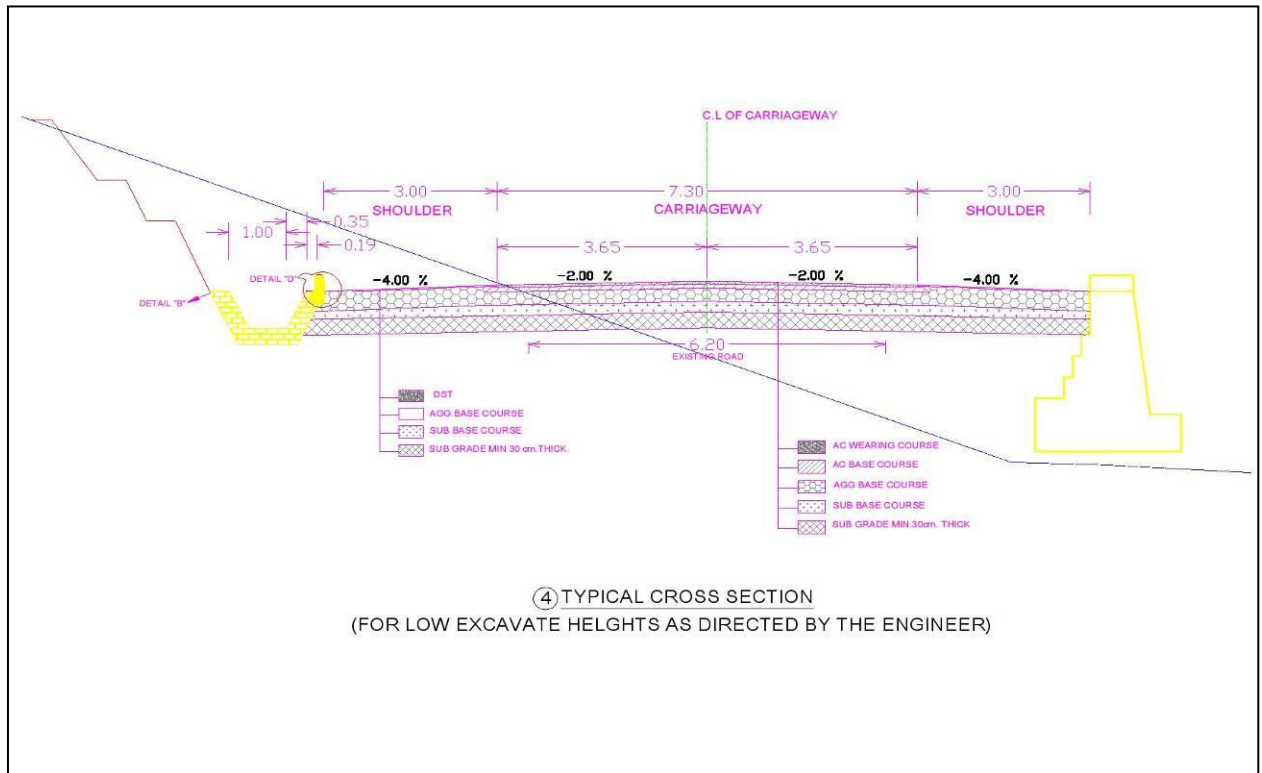 C.L OF CARRIAGEWAY
3.00
7.30
3.00
SHOULDER
CARRIAGEWAY
SHOULDER
0.35
1.00
0.19
3.65
3.65
DETAIL "D"
-4.00 %
-2.00 %
-2.00 %
-4.00 %
DETAIL "B"
6.20
EXISTING ROAD
DST
AGG.BASE COURSE
SUB BASE COURSE
SUB GRADE MIN 30 cm.THICK
AC WEARING COURSE
AC BASE COURSE
AGG BASE COURSE
SUB BASE COURSE
SUB GRADE MIN.30cm. THICK
4 TYPICAL CROSS SECTION
(FOR LOW EXCAVATE HELGHTS AS DIRECTED BY THE ENGINEER)